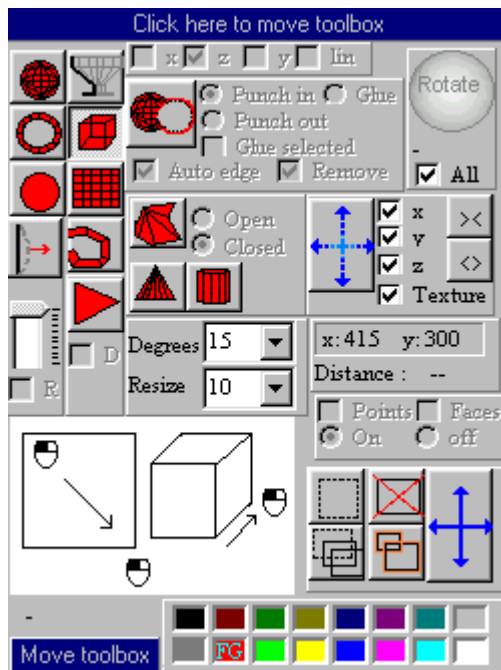 Click here to move toolbox
x z y lin
Punch in Glue
Punch out
Glue selected
Auto edge Remove
Rotate
-
All
Open
Closed
x
y
z
Texture
><
<>
D
R
Degrees 15
Resize 10
x:415 y:300
Distance : --
Points Faces
On off
-
FG
Move toolbox